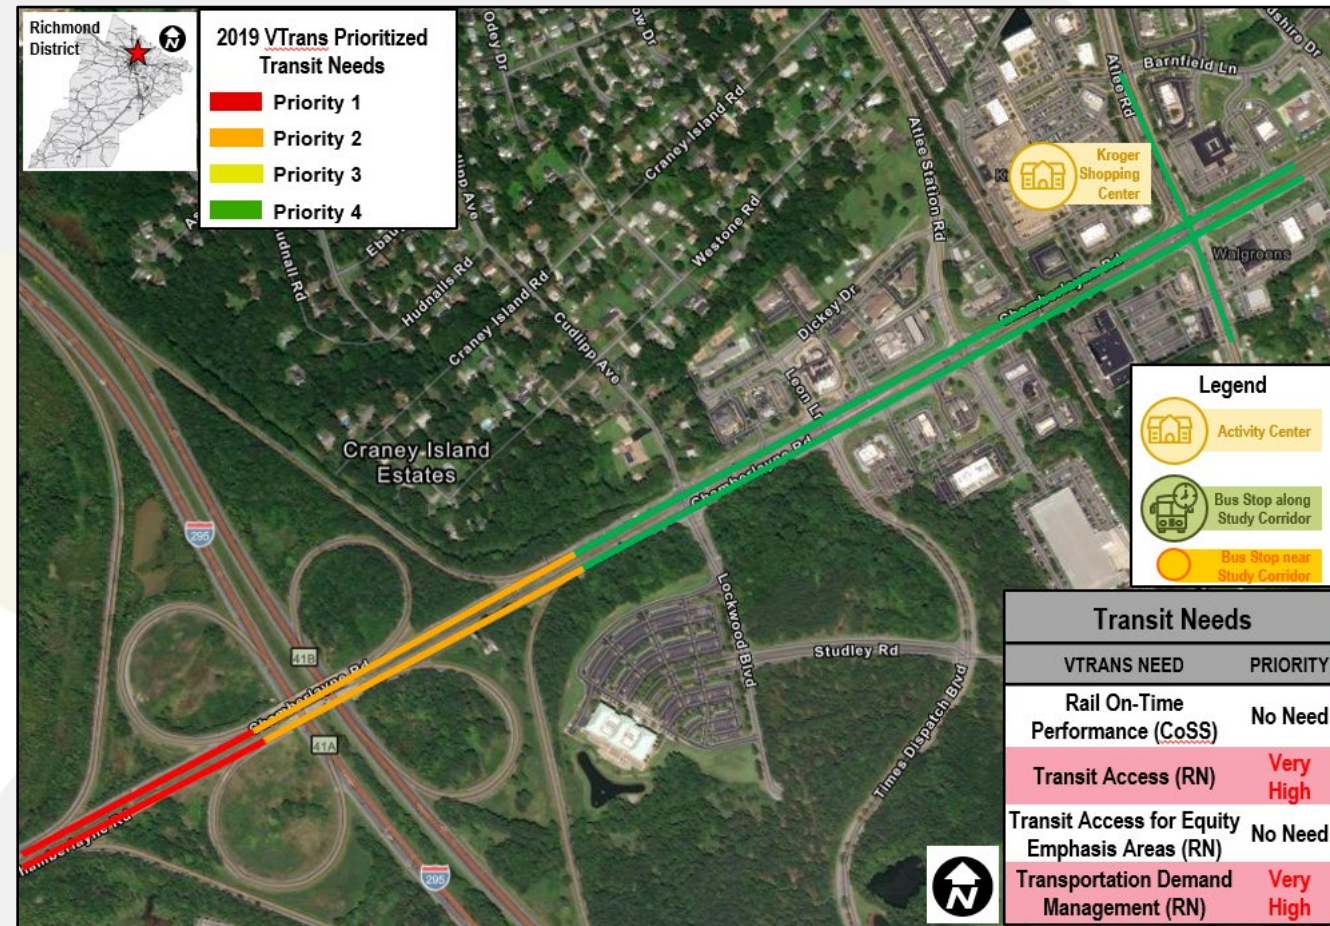 Richmond
District
N
2019 VTrans Prioritized
Transit Needs
Priority 1
Priority 2
Priority 3
Priority 4
Odey Dr
Barnfield Ln
Atlee Rd
Craney Island Rd
Atlee Station Rd
Kroger
Shopping
Center
Westone Rd
Hudnalls Rd
Craney Island Rd
Cudlipp Ave
Dickey Dr
Leon Ln
Walgreens
Chamberlayne Rd
Chamberlayne Rd
Craney Island
Estates
Legend
Activity Center
Bus Stop along
Study Corridor
Bus Stop near
Study Corridor
295
Lockwood Blvd
Studley Rd
Times Dispatch Blvd
41B
Chamberlayne Rd
41A
295
N
Transit Needs
VTRANS NEED PRIORITY
Rail On-Time
Performance (CoSS) No Need
Transit Access (RN) Very
High
Transit Access for Equity
Emphasis Areas (RN) No Need
Transportation Demand
Management (RN) Very
High